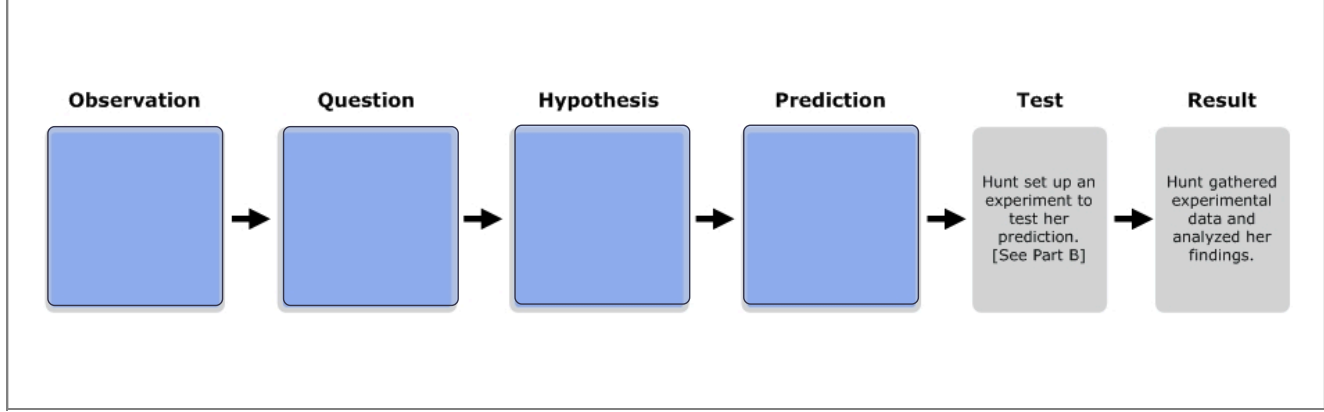 Observation
Question
Hypothesis
Prediction
Test
Result
Hunt set up an
experiment to
test her
prediction.
[See Part B]
Hunt gathered
experimental
data and
analyzed her
findings.